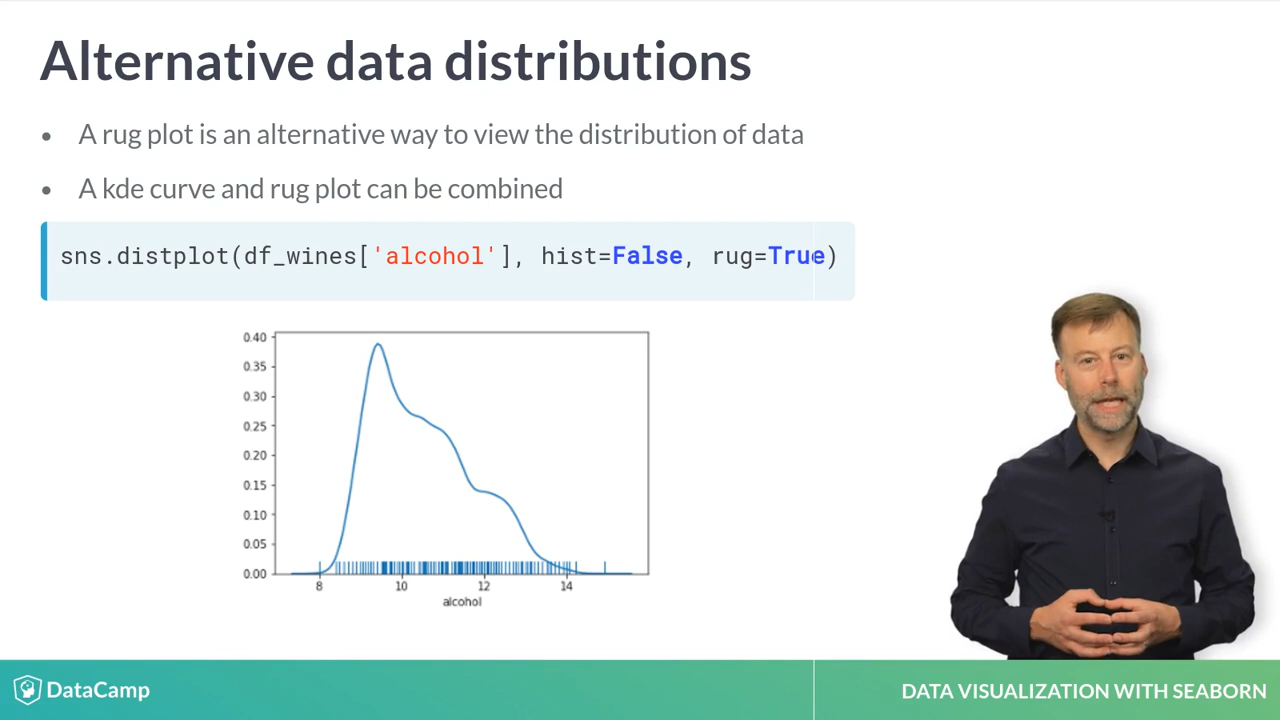 Alternative data distributions
• A rug plot is an alternative way to view the distribution of data
• A kde curve and rug plot can be combined
sns.distplot(df_wines['alcohol'], hist=False, rug=True)
0.40
0.35
0.30
0.25
0.20
0.15
0.10
0.05
0.00
8 10 12 14
alcohol
DataCamp
DATA VISUALIZATION WITH SEABORN